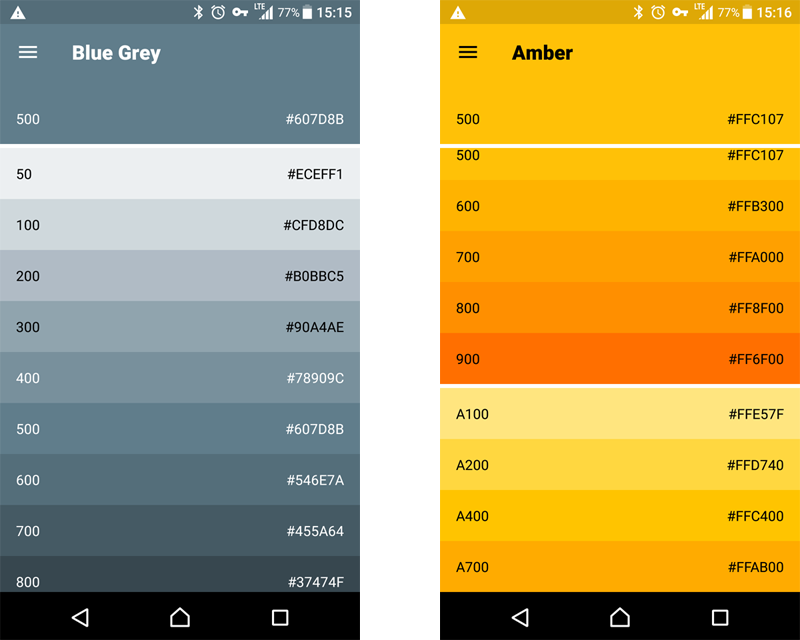 LTE 77% 15:15
Blue Grey
500 #607D8B
50 #ECEFF1
100 #CFD8DC
200 #B0BBC5
300 #90A4AE
400 #78909C
500 #607D8B
600 #546E7A
700 #455A64
800 #37474F
LTE 77% 15:16
Amber
500 #FFC107
500 #FFC107
600 #FFB300
700 #FFA000
800 #FF8F00
900 #FF6F00
A100 #FFE57F
A200 #FFD740
A400 #FFC400
A700 #FFAB00